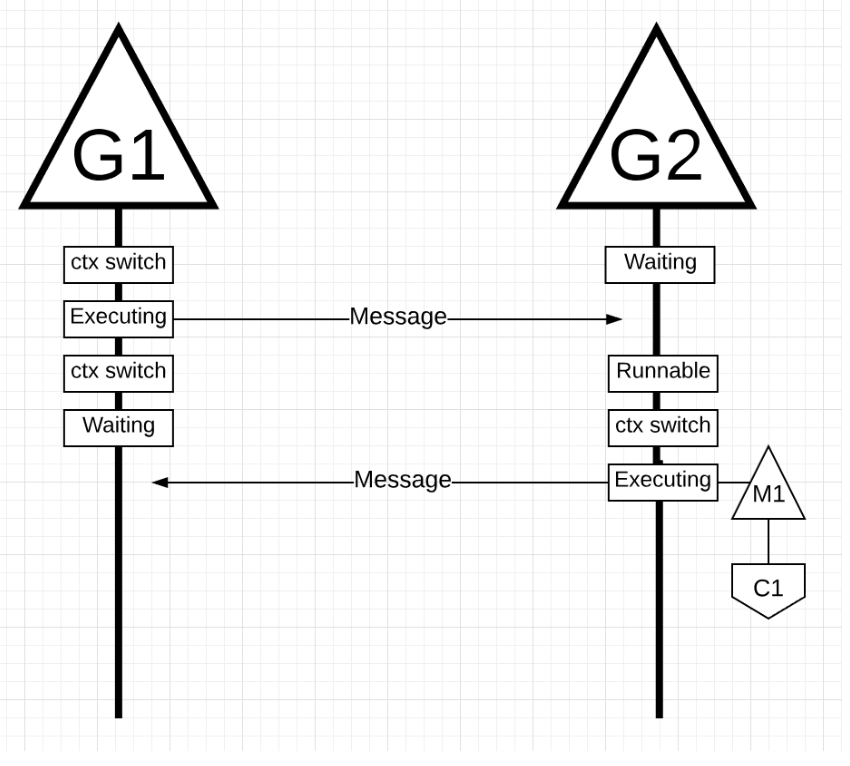 G1
G2
ctx switch
Waiting
Executing
Message
ctx switch
Runnable
Waiting
ctx switch
Message
Executing
M1
C1